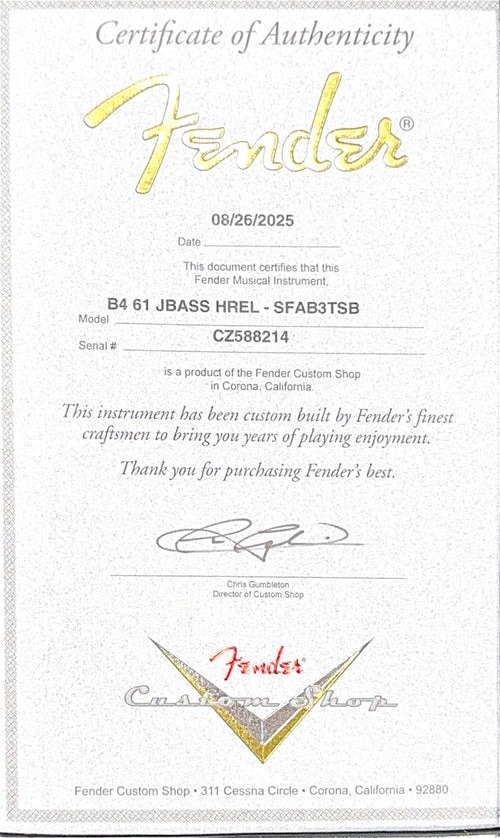 Certificate of Authenticity
Fender®
08/26/2025
Date
This document certifies that this
Fender Musical Instrument,
B4 61 JBASS HREL - SFAB3TSB
Model
CZ588214
Serial #
is a product of the Fender Custom Shop
in Corona, California.
This instrument has been custom built by Fender's finest
craftsmen to bring you years of playing enjoyment.
Thank you for purchasing Fender's best.
Chris Gumbleton
Director of Custom Shop
Fender®
Custom Shop
Fender Custom Shop • 311 Cessna Circle • Corona, California • 92880